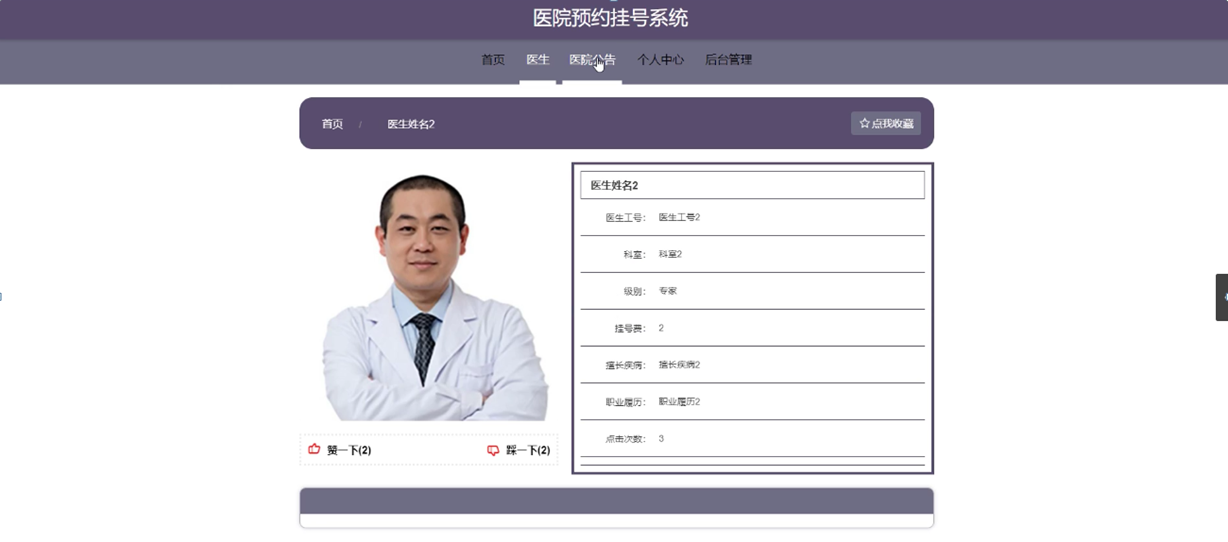 医院预约挂号系统
首页 医生 医院公告 个人中心 后台管理
首页 / 医生姓名2 点我收藏
医生姓名2
医生工号： 医生工号2
科室： 科室2
级别： 专家
挂号费： 2
擅长疾病： 擅长疾病2
职业履历： 职业履历2
点击次数： 3
赞一下(2) 踩一下(2)